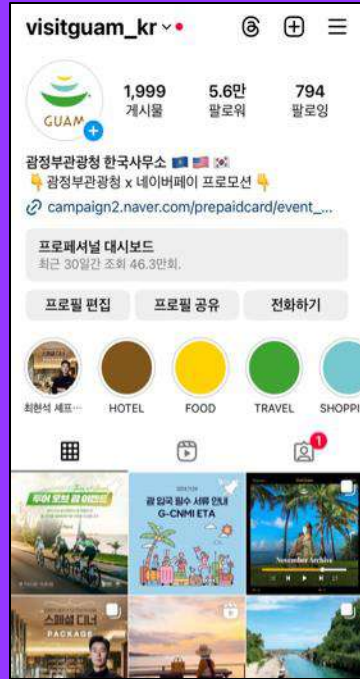 visitguam_kr
1,999 5.6만 794
게시물 팔로워 팔로잉
GUAM
괌정부관광청 한국사무소
괌정부관광청 x 네이버페이 프로모션
campaign2.naver.com/prepaidcard/event_...
프로페셔널 대시보드
최근 30일간 조회 46.3만회.
프로필 편집 프로필 공유 전화하기
최현석 셰프… HOTEL FOOD TRAVEL SHOPPI
1
투어 오브 괌 이벤트
괌 입국 필수 서류 안내
G-CNMI ETA
November Archive
스페셜 디너
PACKAGE